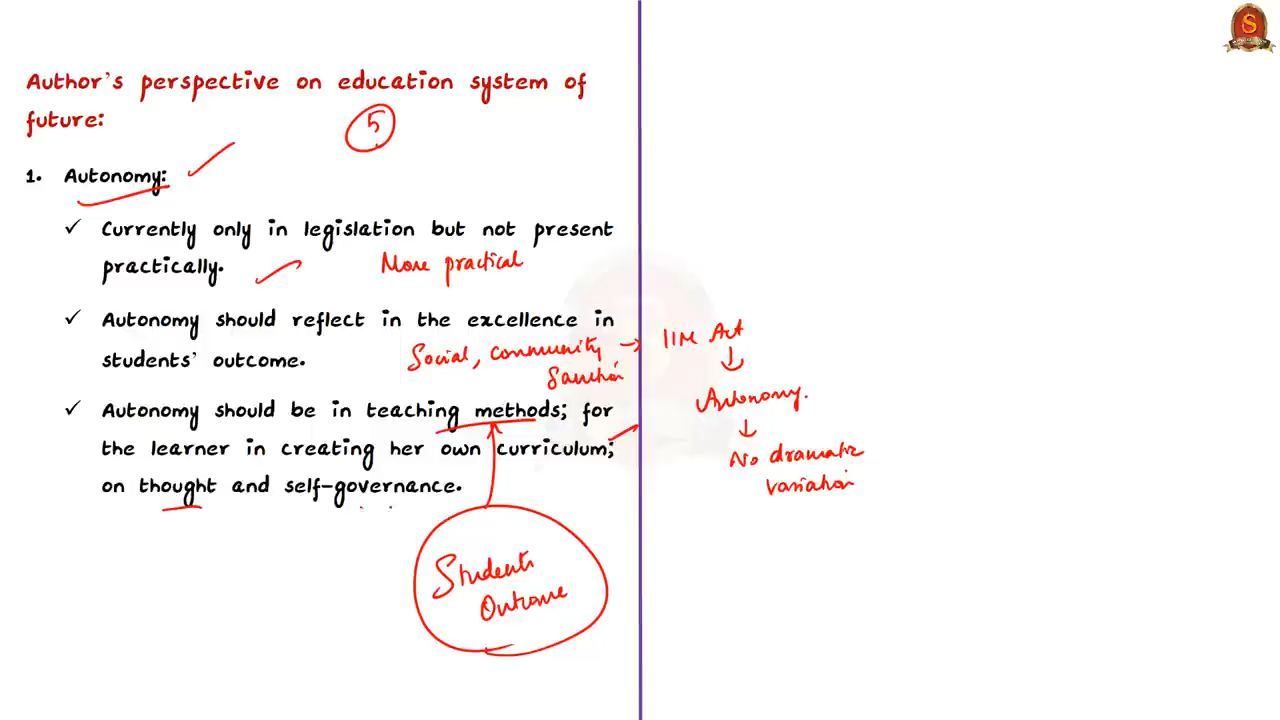 Author's perspective on education system of
future:
5
1. Autonomy:
✓ Currently only in legislation but not present
practically.
More practical
✓ Autonomy should reflect in the excellence in
students' outcome.
Social, community
Sanction
✓ Autonomy should be in teaching methods; for
the learner in creating her own curriculum;
on thought and self-governance.
Students
Outcome
IIM Act
Autonomy.
No dramatic
variation
S